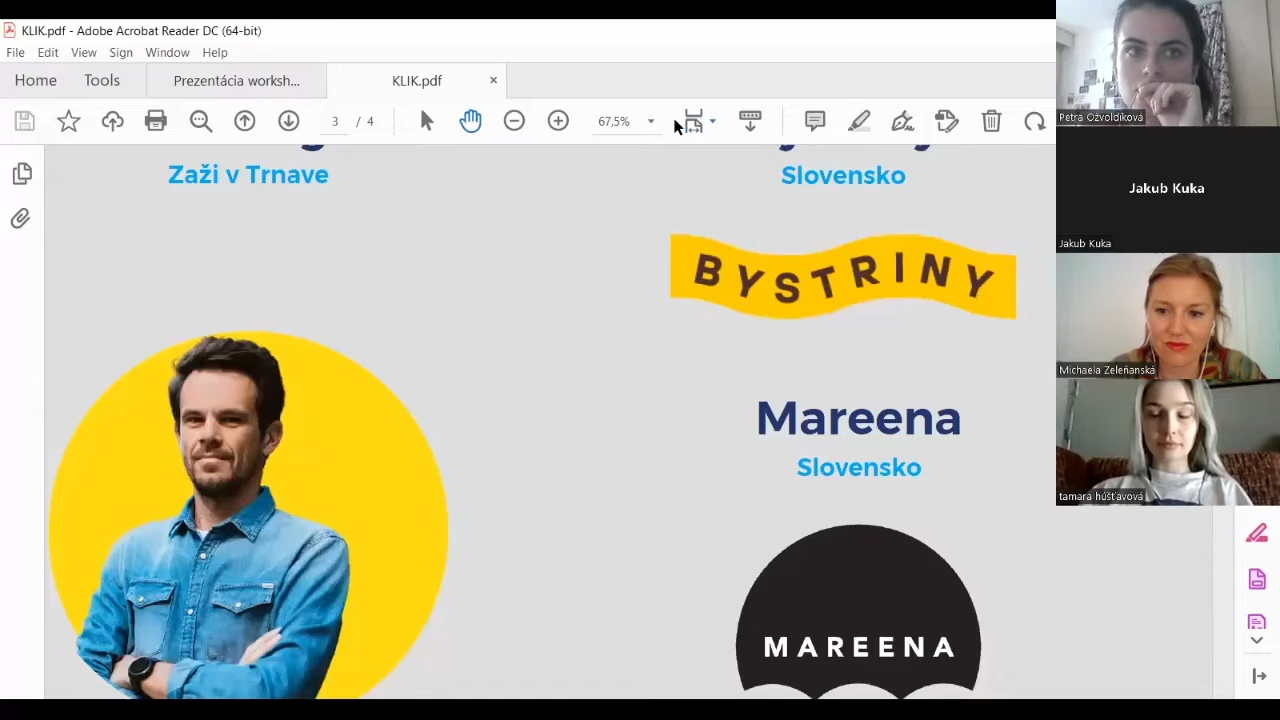 KLIK.pdf - Adobe Acrobat Reader DC (64-bit)
File Edit View Sign Window Help
Home Tools Prezentácia worksh... KLIK.pdf ×
3 / 4 67,5%
Zaži v Trnave
Slovensko
BYSTRINY
Mareena
Slovensko
MAREENA
Petra Ožvoldíková
Jakub Kuka
Jakub Kuka
Michaela Zeleňanská
tamara húšťavová